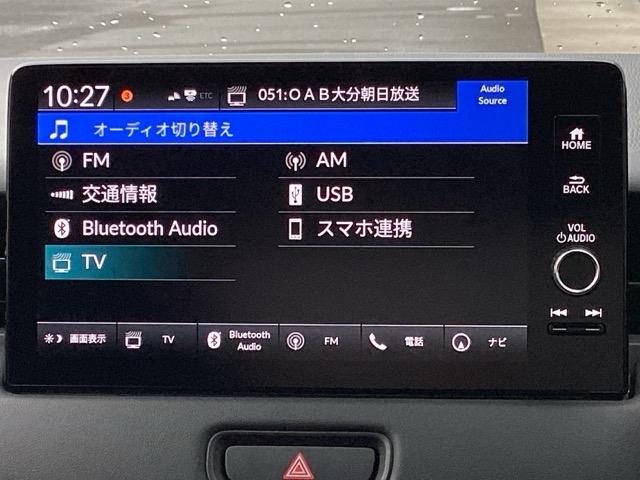 10:27 3 ETC 051:OAB大分朝日放送 Audio Source
オーディオ切り替え
FM AM
交通情報 USB
Bluetooth Audio スマホ連携
TV
画面表示 TV Bluetooth Audio FM 電話 ナビ
HOME
BACK
VOL
AUDIO